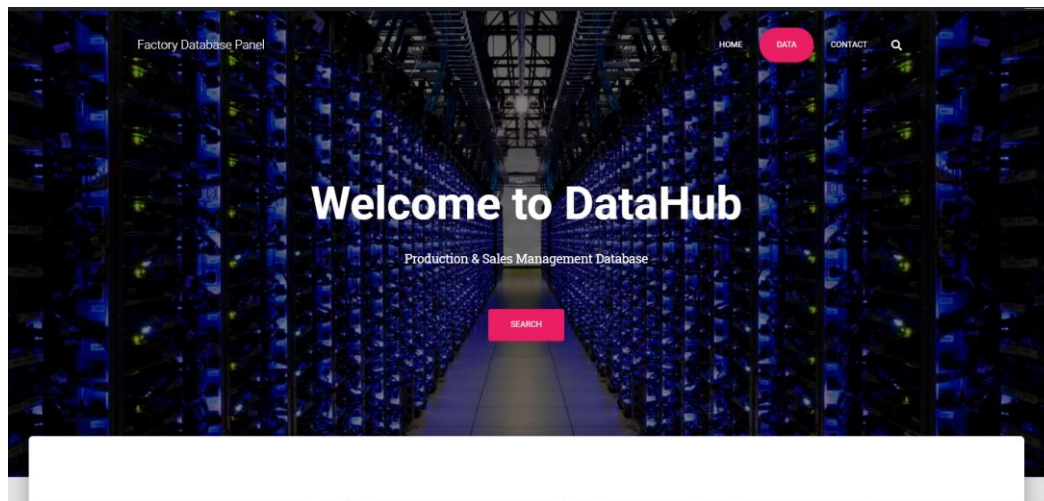 Factory Database Panel
HOME DATA CONTACT
Welcome to DataHub
Production & Sales Management Database
SEARCH